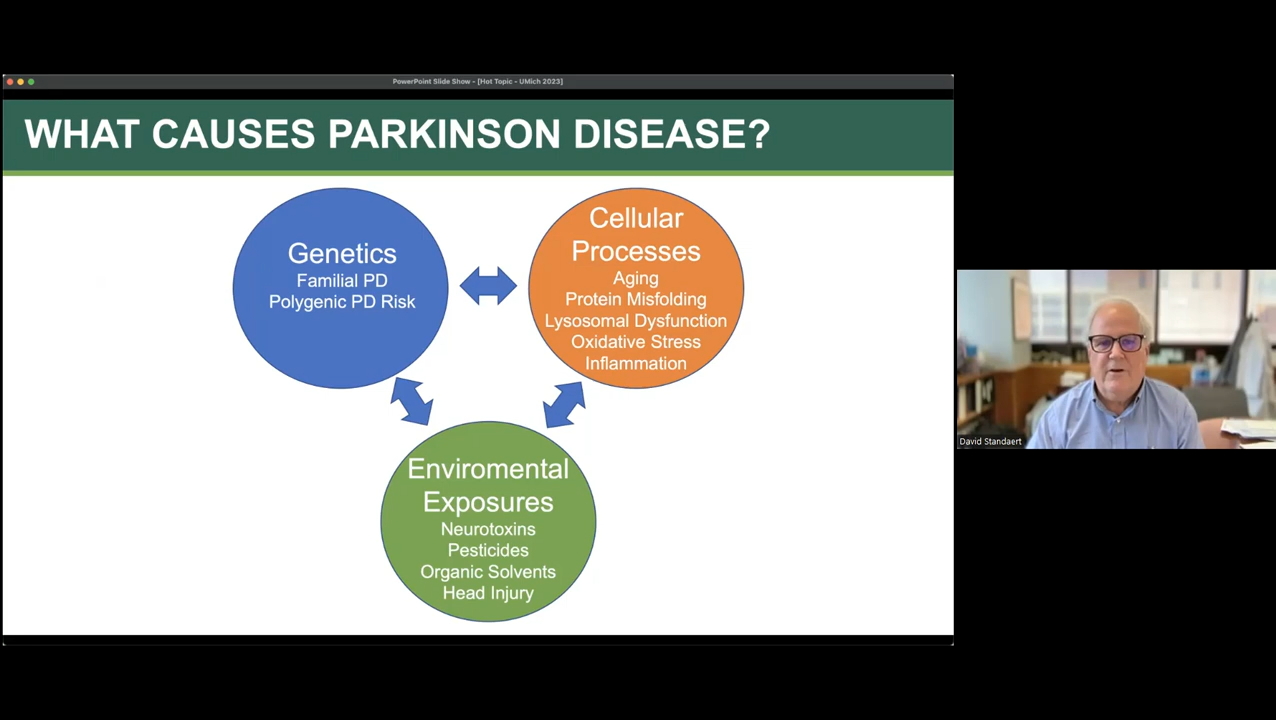 PowerPoint Slide Show - [Hot Topic - UMich 2023]
WHAT CAUSES PARKINSON DISEASE?
Genetics
Familial PD
Polygenic PD Risk
Cellular
Processes
Aging
Protein Misfolding
Lysosomal Dysfunction
Oxidative Stress
Inflammation
Enviromental
Exposures
Neurotoxins
Pesticides
Organic Solvents
Head Injury
David Standaert